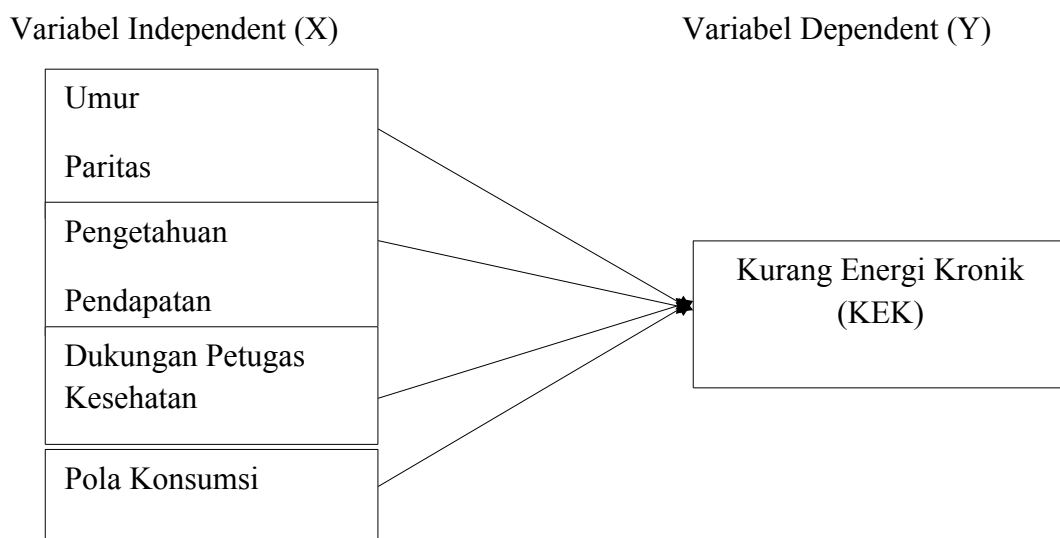 Variabel Independent (X)
Variabel Dependent (Y)
Umur
Paritas
Pengetahuan
Pendapatan
Dukungan Petugas
Kesehatan
Pola Konsumsi
Kurang Energi Kronik
(KEK)